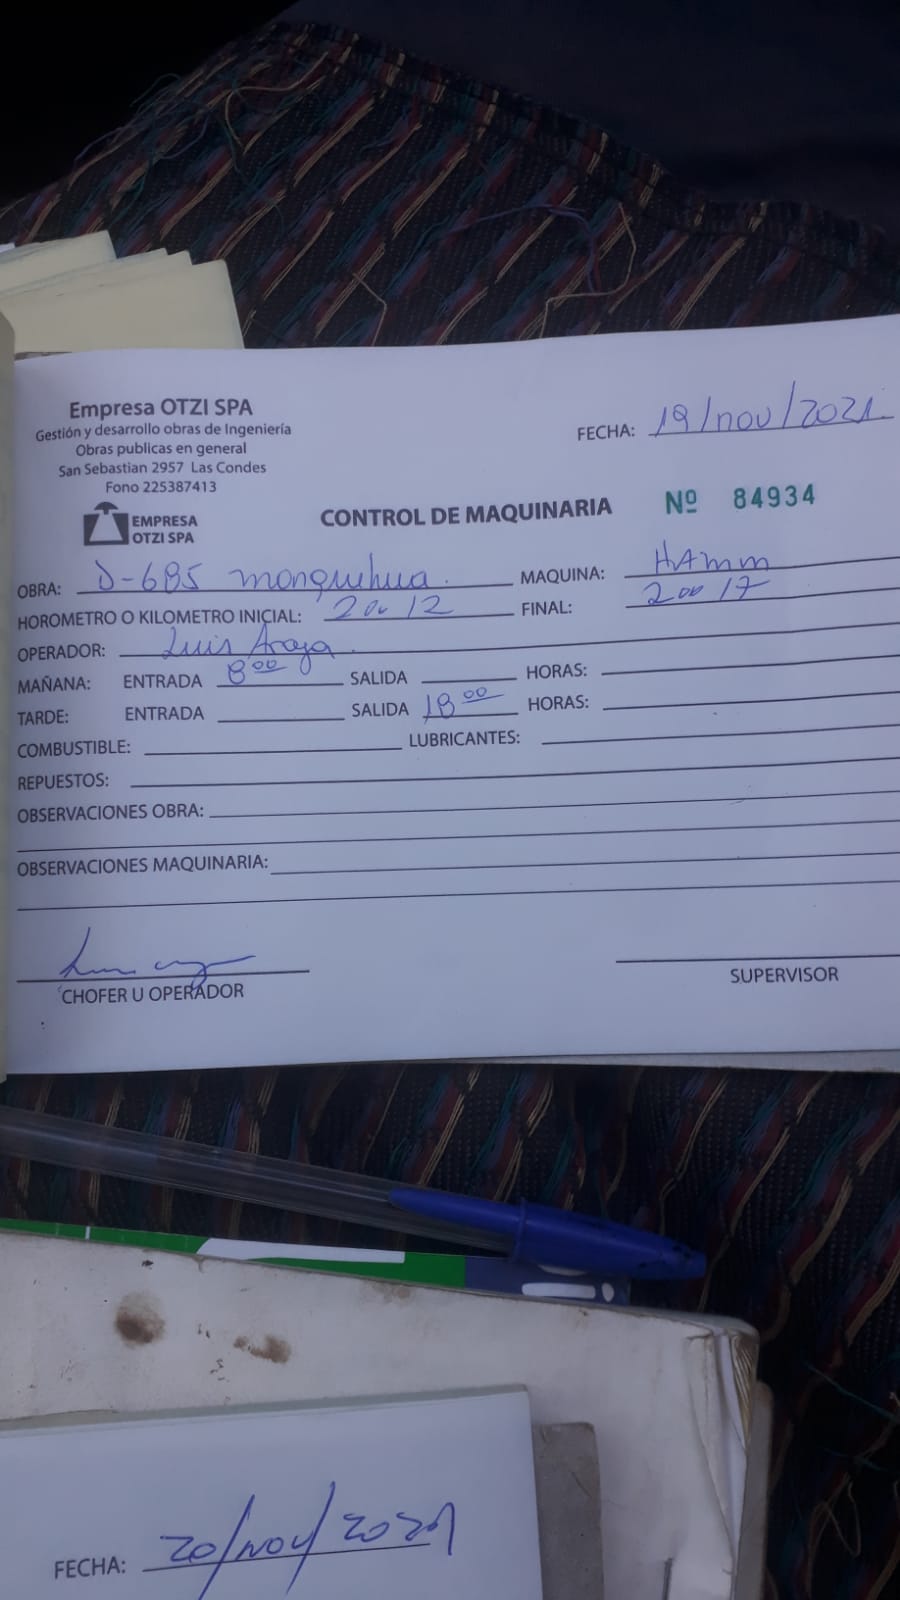 Empresa OTZI SPA
Gestión y desarrollo obras de Ingeniería
Obras publicas en general
San Sebastian 2957 Las Condes
Fono 225387413
EMPRESA
OTZI SPA
FECHA: 19/nov/2021
CONTROL DE MAQUINARIA Nº 84934
OBRA: D-685 monquehua. MAQUINA: HAmm
HOROMETRO O KILOMETRO INICIAL: 20012 FINAL: 20017
OPERADOR: Luis Araya.
MAÑANA: ENTRADA 8:00 SALIDA HORAS:
TARDE: ENTRADA SALIDA 18:00 HORAS:
COMBUSTIBLE: LUBRICANTES:
REPUESTOS:
OBSERVACIONES OBRA:
OBSERVACIONES MAQUINARIA:
CHOFER U OPERADOR SUPERVISOR
FECHA: 20/nov/2021